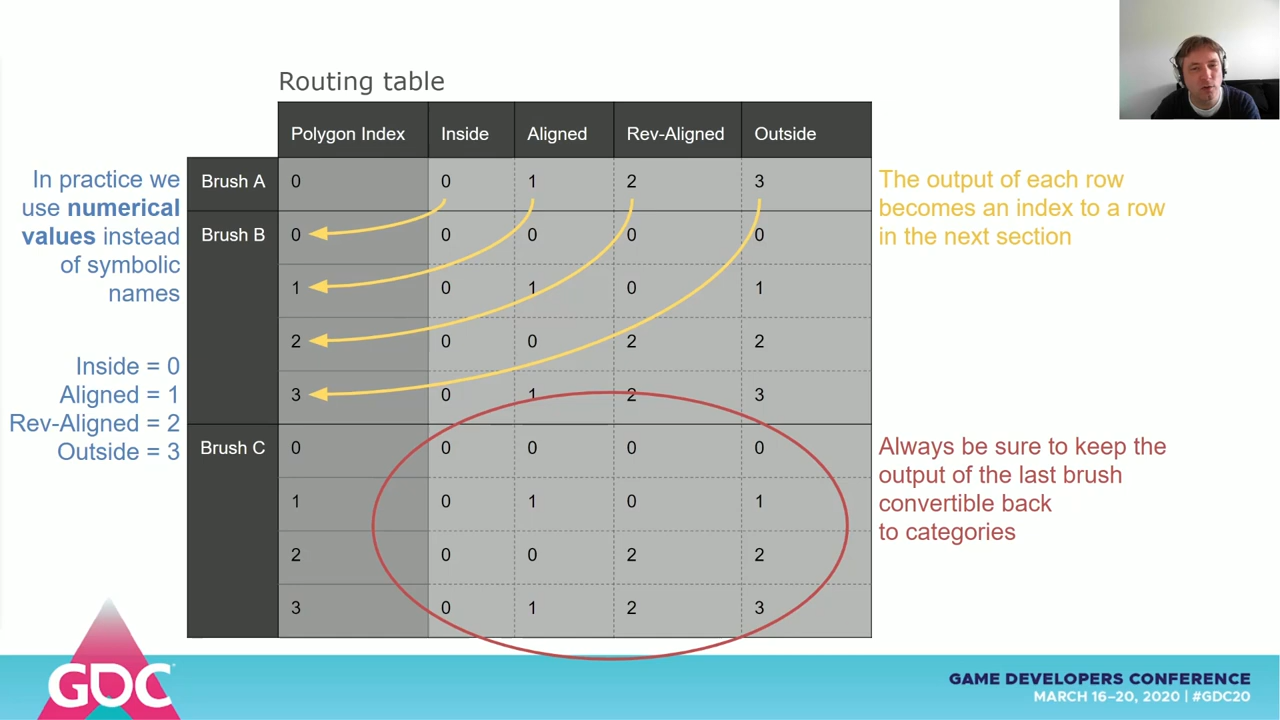 Routing table
Polygon Index Inside Aligned Rev-Aligned Outside
Brush A 0 0 1 2 3
Brush B 0 0 0 0 0
1 0 1 0 1
2 0 0 2 2
3 0 1 2 3
Brush C 0 0 0 0 0
1 0 1 0 1
2 0 0 2 2
3 0 1 2 3
In practice we
use numerical
values instead
of symbolic
names
Inside = 0
Aligned = 1
Rev-Aligned = 2
Outside = 3
The output of each row
becomes an index to a row
in the next section
Always be sure to keep the
output of the last brush
convertible back
to categories
GDC
GAME DEVELOPERS CONFERENCE
MARCH 16–20, 2020 | #GDC20